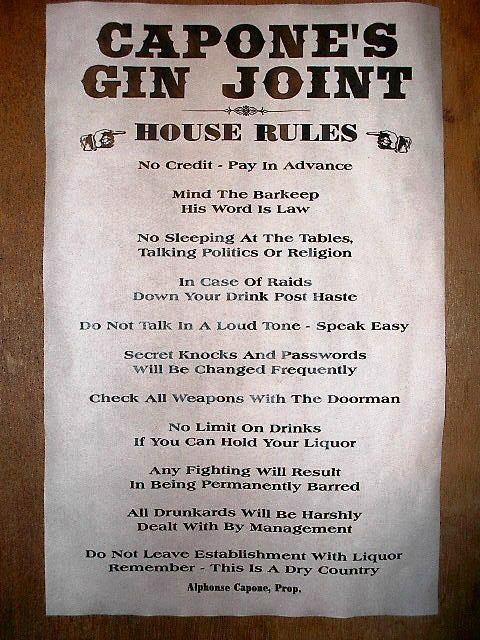 CAPONE'S
GIN JOINT
HOUSE RULES
No Credit - Pay In Advance
Mind The Barkeep
His Word Is Law
No Sleeping At The Tables,
Talking Politics Or Religion
In Case Of Raids
Down Your Drink Post Haste
Do Not Talk In A Loud Tone - Speak Easy
Secret Knocks And Passwords
Will Be Changed Frequently
Check All Weapons With The Doorman
No Limit On Drinks
If You Can Hold Your Liquor
Any Fighting Will Result
In Being Permanently Barred
All Drunkards Will Be Harshly
Dealt With By Management
Do Not Leave Establishment With Liquor
Remember - This Is A Dry Country
Alphonse Capone, Prop.